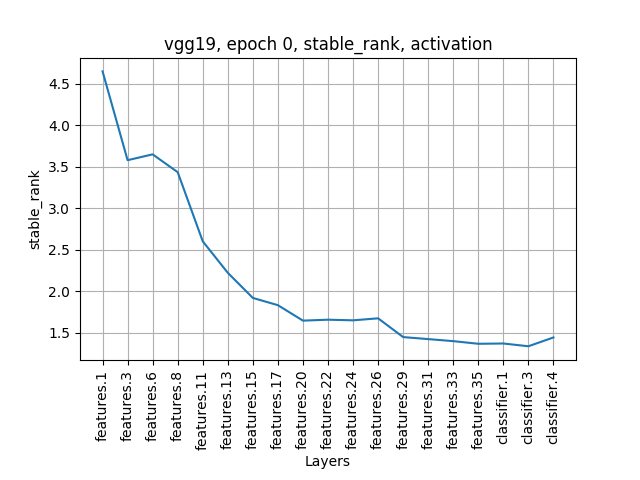 vgg19, epoch 0, stable_rank, activation
4.5
4.0
3.5
3.0
2.5
2.0
1.5
stable_rank
features.1
features.3
features.6
features.8
features.11
features.13
features.15
features.17
features.20
features.22
features.24
features.26
features.29
features.31
features.33
features.35
classifier.1
classifier.3
classifier.4
Layers